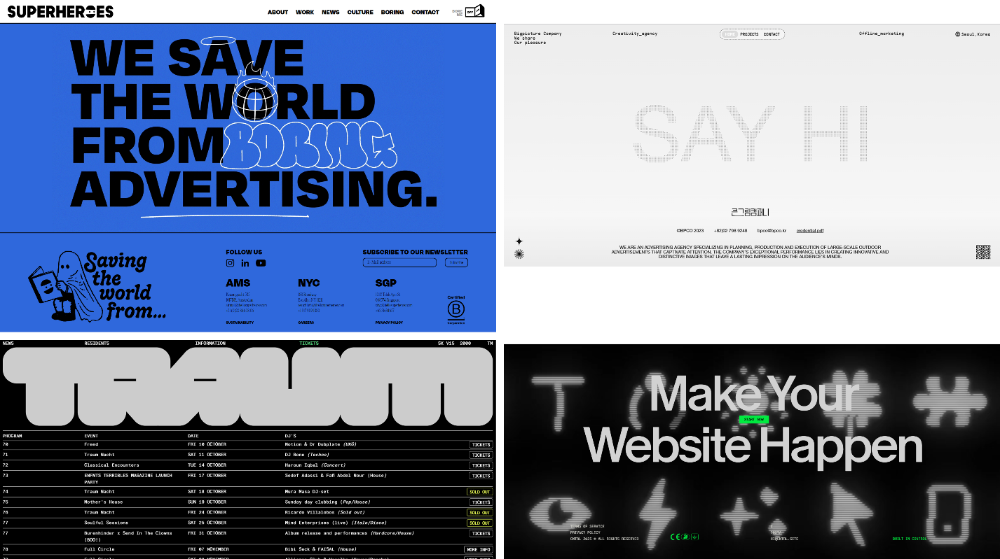 SUPERHEROES
ABOUT WORK NEWS CULTURE BORING CONTACT
BORE ME
OFF
WE SAVE
THE WORLD
FROM BORING
ADVERTISING.
Saving
the
world
from...
FOLLOW US
SUBSCRIBE TO OUR NEWSLETTER
E-Mail address
Subscribe
AMS
NYC
SGP
SUSTAINABILITY
CAREERS
PRIVACY POLICY
Certified
B
Corporation
Bigpicture Company
We share
Our pleasure
Creativity_agency
HOME PROJECTS CONTACT
Offline_marketing
Seoul,Korea
SAY HI
큰그림컴퍼니
©BPCO 2023 +82)02 798 9248 bpco@bpco.kr credential.pdf
WE ARE AN ADVERTISING AGENCY SPECIALIZING IN PLANNING, PRODUCTION AND EXECUTION OF LARGE-SCALE OUTDOOR
ADVERTISEMENTS THAT CAPTIVATE ATTENTION, THE COMPANY'S EXCEPTIONAL PERFORMANCE LIES IN CREATING INNOVATIVE AND
DISTINCTIVE IMAGES THAT LEAVE A LASTING IMPRESSION ON THE AUDIENCE'S MINDS.
NEWS RESIDENTS INFORMATION TICKETS SK V15 2000 TM
TRAUM
PROGRAM EVENT DATE DJ'S
70 Freed FRI 10 OCTOBER Notion & Dr Dubplate (UKG) TICKETS
71 Traum Nacht SAT 11 OCTOBER DJ Bone (Techno) TICKETS
72 Classical Encounters TUE 14 OCTOBER Haroun Iqbal (Concert) TICKETS
73 ENFNTS TERRIBLES MAGAZINE LAUNCH FRI 17 OCTOBER Sedef Adassi & Fafi Abdel Nour (House) TICKETS
PARTY
74 Traum Nacht SAT 18 OCTOBER Mura Masa DJ-set SOLD OUT
75 Mother's House SUN 19 OCTOBER Sunday day clubbing (Pop/House) TICKETS
76 Traum Nacht FRI 24 OCTOBER Ricardo Villalobos (Sold out) SOLD OUT
77 Soulful Sessions SAT 25 OCTOBER Mind Enterprises (live) (Italo/Disco) SOLD OUT
77 Burenhinder x Send In The Clowns FRI 31 OCTOBER Album release and performances (Hardcore/House) TICKETS
(BOO!)
78 Full Circle FRI 07 NOVEMBER Bibi Seck & FAISAL (House) MORE INFO
Make Your
START NOW
Website Happen
TERMS OF SERVICE
PRIVACY POLICY
CNTRL 2025 © ALL RIGHTS RESERVED
CE
HI@CNTRL.SITE
BUILT IN CONTROL